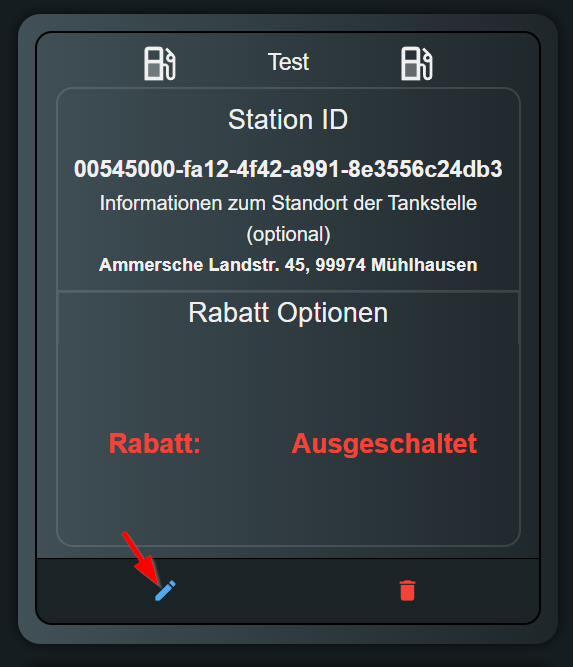 Test
Station ID
00545000-fa12-4f42-a991-8e3556c24db3
Informationen zum Standort der Tankstelle
(optional)
Ammersche Landstr. 45, 99974 Mühlhausen
Rabatt Optionen
Rabatt: Ausgeschaltet